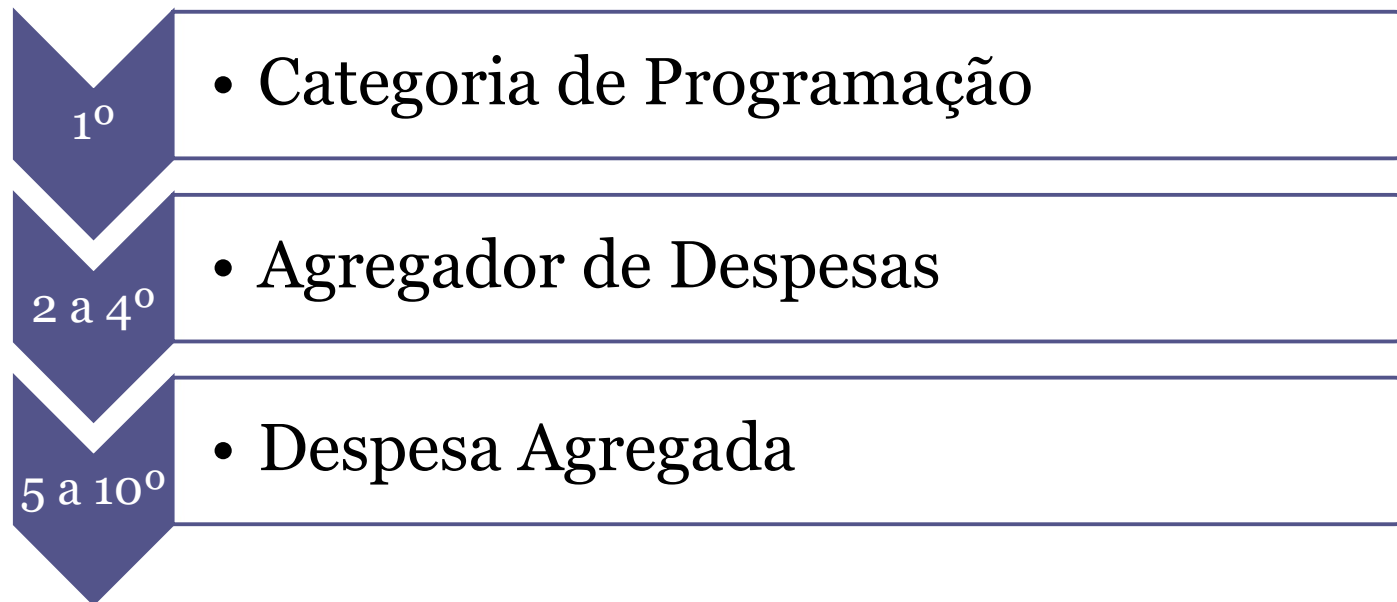 1º
• Categoria de Programação
2 a 4º
• Agregador de Despesas
5 a 10º
• Despesa Agregada